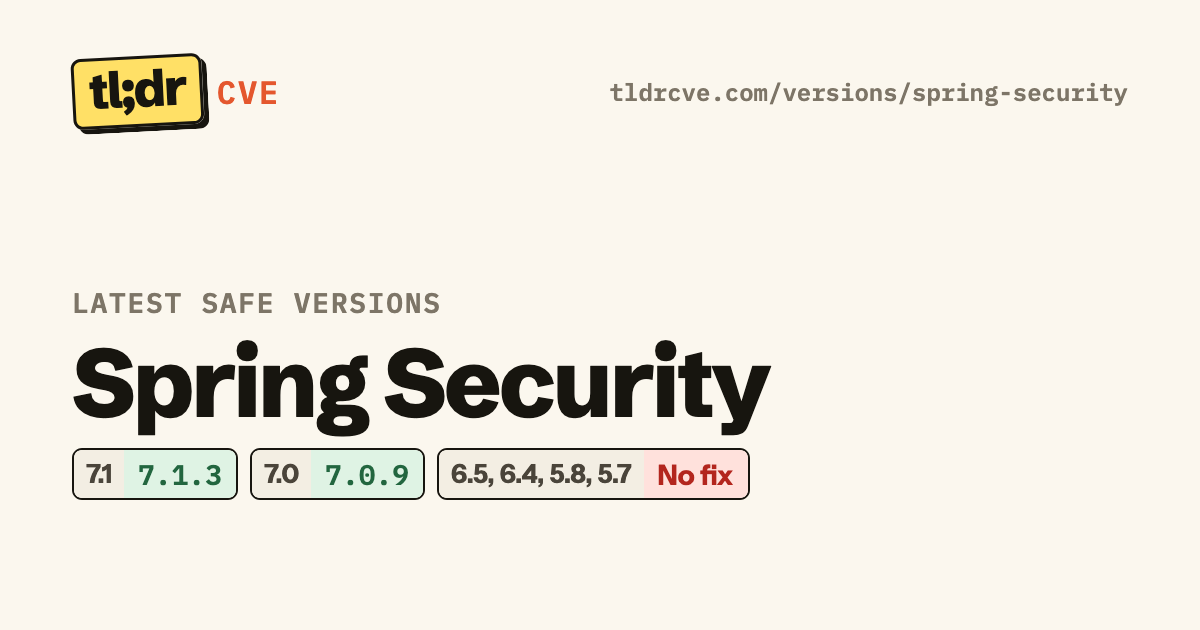 tl;dr CVE
tldrcve.com/versions/spring-security
LATEST SAFE VERSIONS
Spring Security
7.1 7.1.3 7.0 7.0.9 6.5, 6.4, 5.8, 5.7 No fix